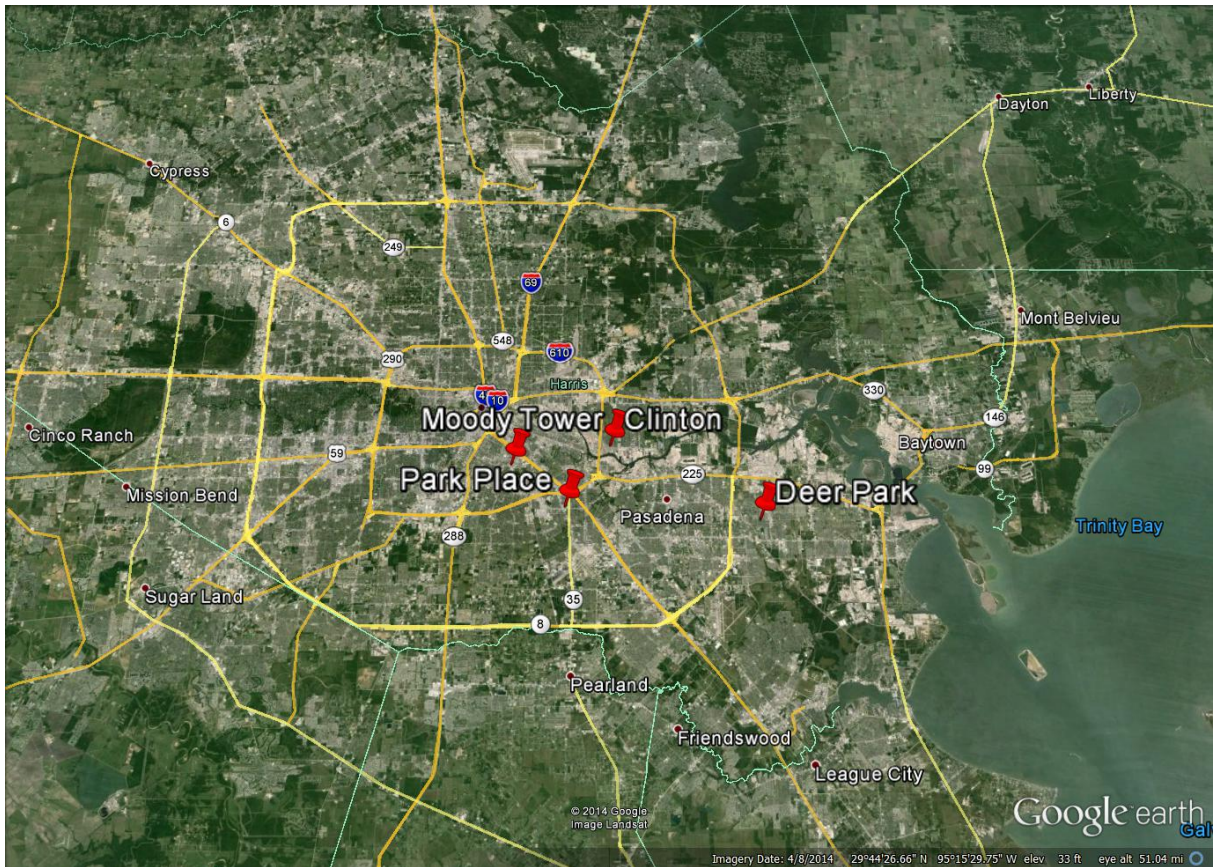 Liberty
Dayton
Cypress
6
249
69
Mont Belvieu
548
610
290
Harris
330
10
146
Moody Tower
Clinton
Cinco Ranch
Baytown
59
99
225
Park Place
Deer Park
Mission Bend
Pasadena
Trinity Bay
288
Sugar Land
35
8
Pearland
Friendswood
League City
© 2014 Google
Image Landsat
Google earth
Imagery Date: 4/8/2014 29°44'26.66" N 95°15'29.75" W elev 33 ft eye alt 51.04 mi